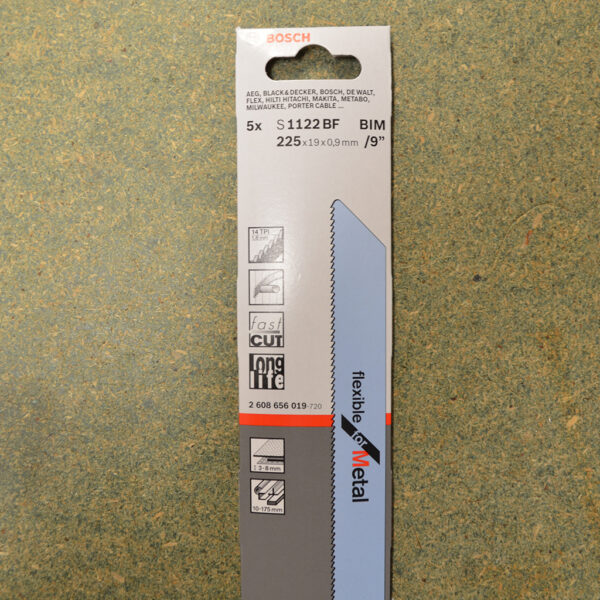 BOSCH
AEG, BLACK & DECKER, BOSCH, DE WALT,
FLEX, HILTI HITACHI, MAKITA, METABO,
MILWAUKEE, PORTER CABLE ...
5x S 1122 BF BIM
225 x 19 x 0,9 mm /9"
14 TPI
1,8 mm
fast
CUT
long
life
2 608 656 019-720
flexible for Metal
3-8 mm
10-175 mm